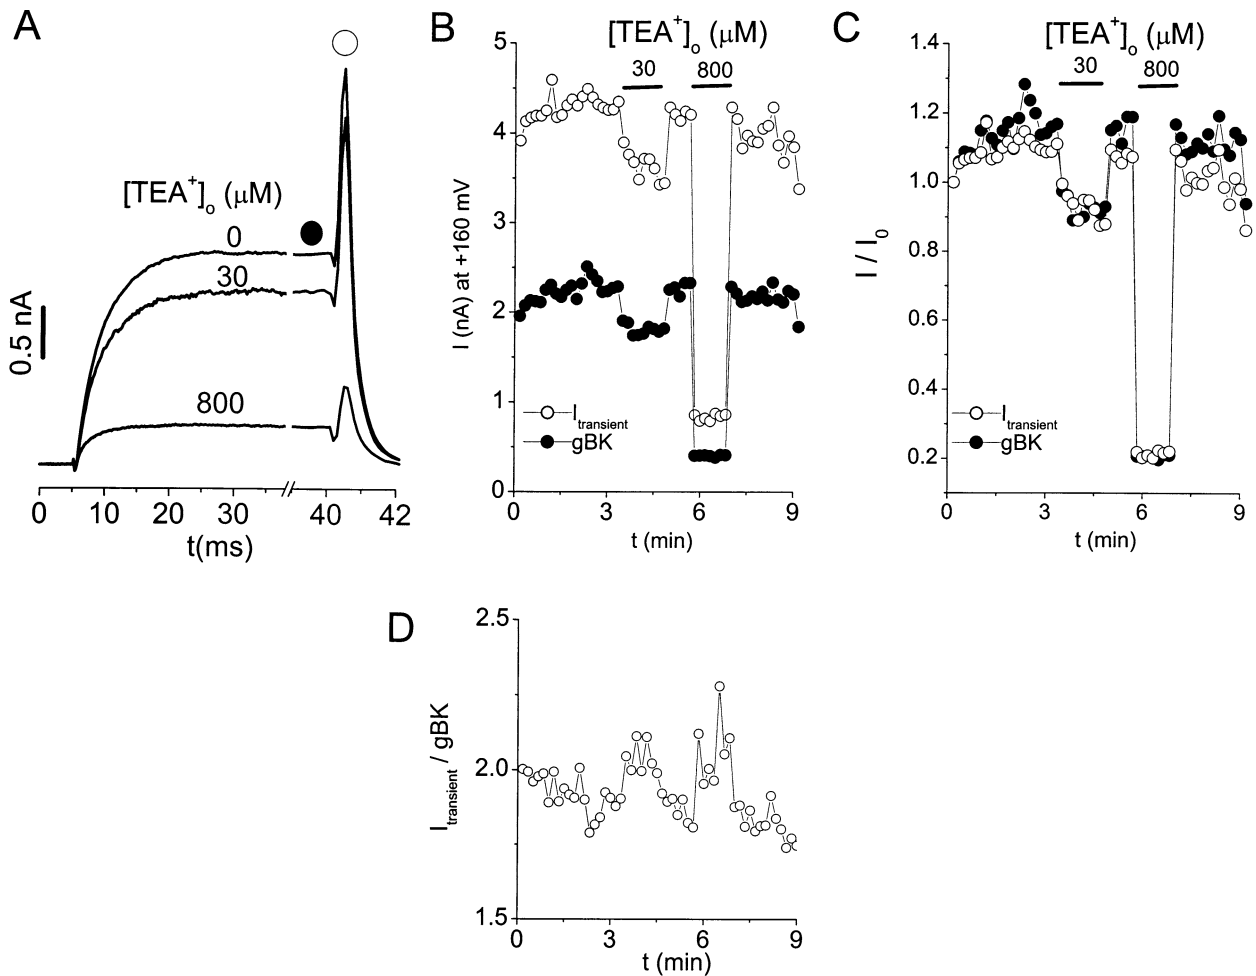 A
[TEA+]o (μM)
0
30
800
0.5 nA
0 10 20 30 40 42
t(ms)
B
[TEA+]o (μM)
30 800
5
4
3
2
1
0
I (nA) at +160 mV
Itransient
gBK
0 3 6 9
t (min)
C
[TEA+]o (μM)
30 800
1.4
1.2
1.0
0.8
0.6
0.4
0.2
I / I0
Itransient
gBK
0 3 6 9
t (min)
D
2.5
2.0
1.5
Itransient / gBK
0 3 6 9
t (min)